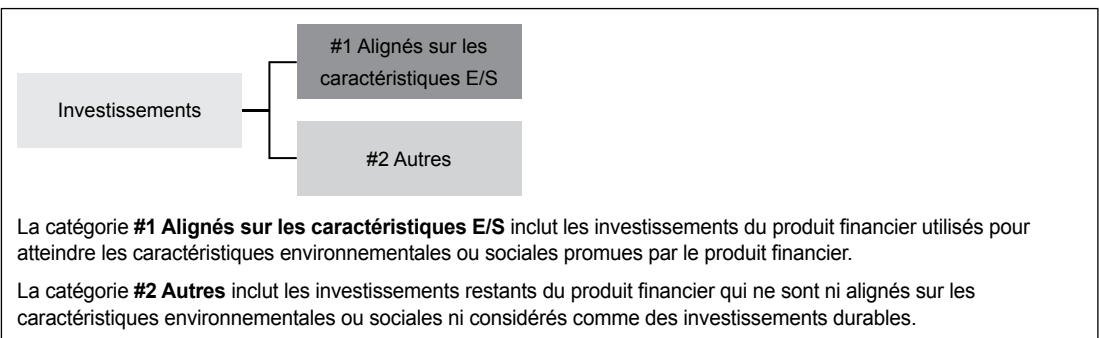 #1 Alignés sur les
caractéristiques E/S
Investissements
#2 Autres
La catégorie #1 Alignés sur les caractéristiques E/S inclut les investissements du produit financier utilisés pour
atteindre les caractéristiques environnementales ou sociales promues par le produit financier.
La catégorie #2 Autres inclut les investissements restants du produit financier qui ne sont ni alignés sur les
caractéristiques environnementales ou sociales ni considérés comme des investissements durables.